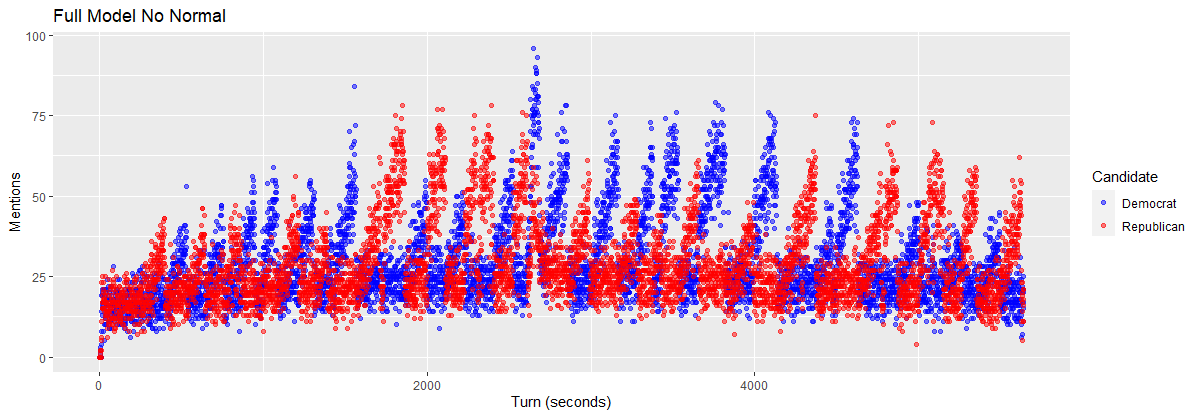 Full Model No Normal
100
75
50
25
0
Mentions
0
2000
4000
Turn (seconds)
Candidate
Democrat
Republican